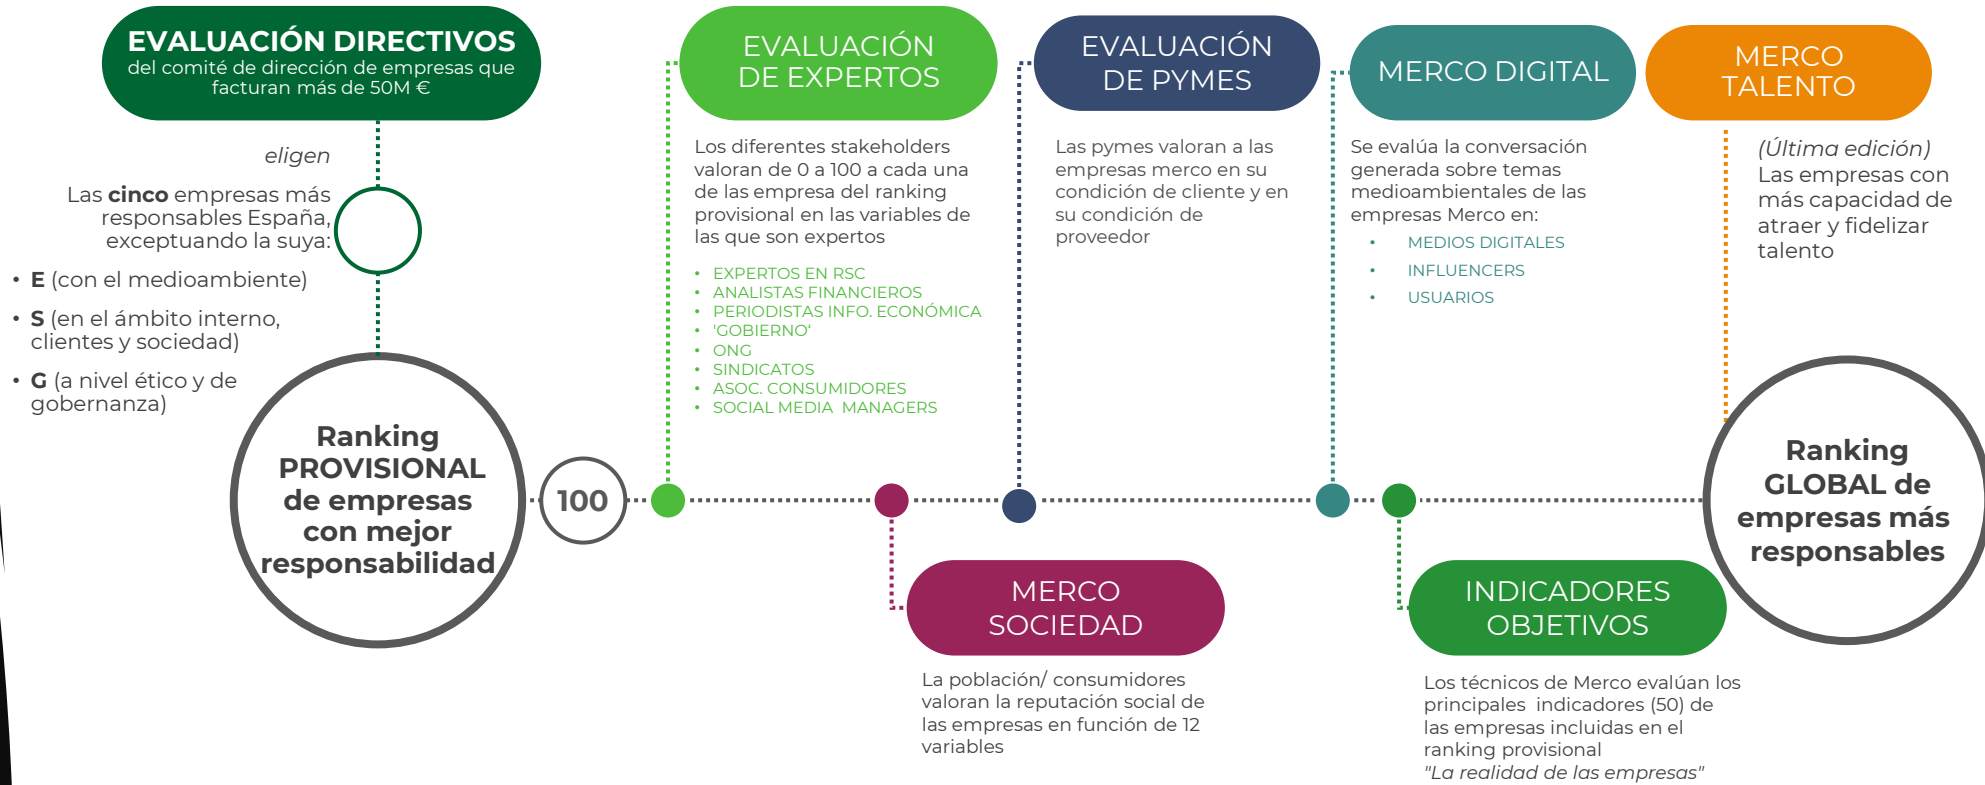 EVALUACIÓN DIRECTIVOS
del comité de dirección de empresas que
facturan más de 50M €
eligen
Las cinco empresas más
responsables España,
exceptuando la suya:
• E (con el medioambiente)
• S (en el ámbito interno,
clientes y sociedad)
• G (a nivel ético y de
gobernanza)
Ranking
PROVISIONAL
de empresas
con mejor
responsabilidad
100
EVALUACIÓN
DE EXPERTOS
Los diferentes stakeholders
valoran de 0 a 100 a cada una
de las empresa del ranking
provisional en las variables de
las que son expertos
• EXPERTOS EN RSC
• ANALISTAS FINANCIEROS
• PERIODISTAS INFO. ECONÓMICA
• 'GOBIERNO‘
• ONG
• SINDICATOS
• ASOC. CONSUMIDORES
• SOCIAL MEDIA  MANAGERS
MERCO
SOCIEDAD
La población/ consumidores
valoran la reputación social de
las empresas en función de 12
variables
EVALUACIÓN
DE PYMES
Las pymes valoran a las
empresas merco en su
condición de cliente y en
su condición de
proveedor
MERCO DIGITAL
Se evalúa la conversación
generada sobre temas
medioambientales de las
empresas Merco en:
• MEDIOS DIGITALES
• INFLUENCERS
• USUARIOS
INDICADORES
OBJETIVOS
Los técnicos de Merco evalúan los
principales  indicadores (50) de
las empresas incluidas en el
ranking provisional
"La realidad de las empresas"
MERCO
TALENTO
(Última edición)
Las empresas con
más capacidad de
atraer y fidelizar
talento
Ranking
GLOBAL de
empresas más
responsables